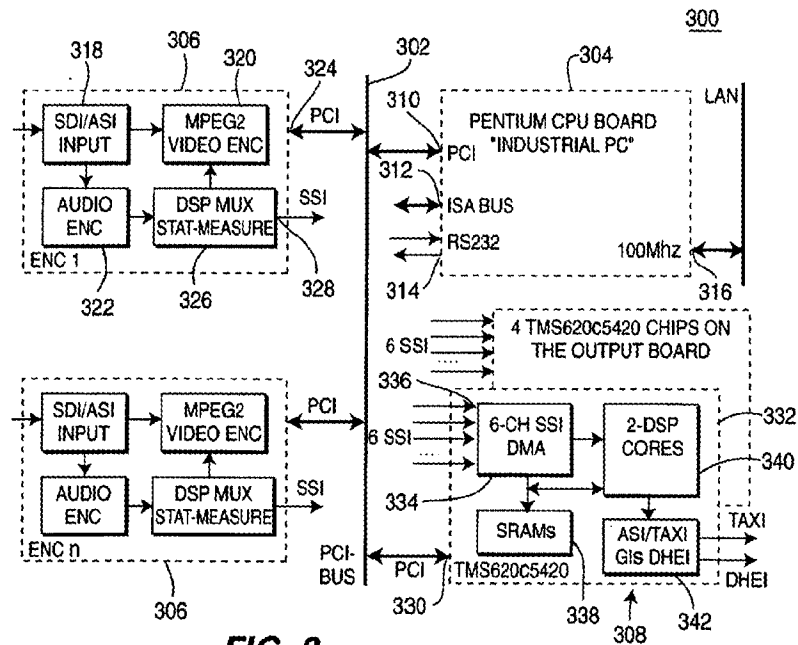 300
318
306
320
324
302
304
LAN
SDI/ASI
INPUT
MPEG2
VIDEO ENC
PCI
310
PCI
PENTIUM CPU BOARD
"INDUSTRIAL PC"
312
AUDIO
ENC
DSP MUX
STAT-MEASURE
SSI
ISA BUS
RS232
ENC 1
322
326
328
314
100Mhz
316
6 SSI
4 TMS620c5420 CHIPS ON
THE OUTPUT BOARD
336
SDI/ASI
INPUT
MPEG2
VIDEO ENC
PCI
6 SSI
6-CH SSI
DMA
2-DSP
CORES
332
340
334
AUDIO
ENC
DSP MUX
STAT-MEASURE
SSI
SRAMs
ASI/TAXI
GIs DHEI
TAXI
DHEI
ENC n
PCI-
BUS
PCI
TMS620c5420
306
330
338
308
342